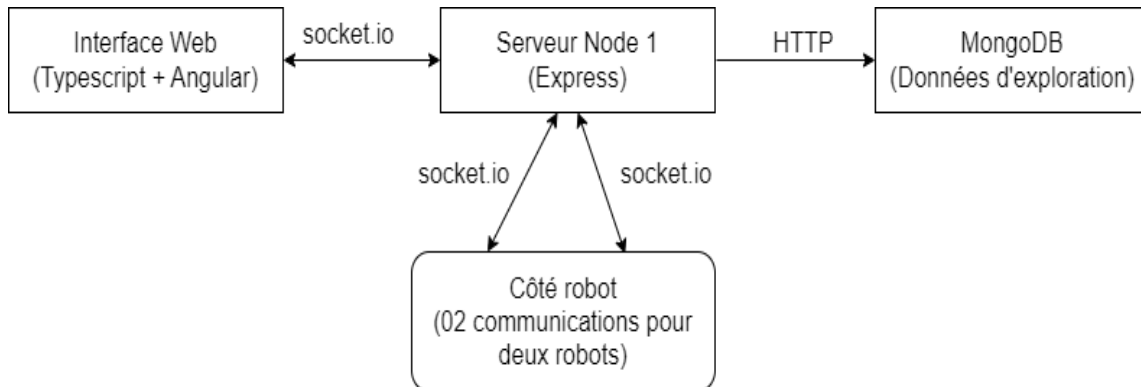 Interface Web
(Typescript + Angular)
socket.io
Serveur Node 1
(Express)
HTTP
MongoDB
(Données d'exploration)
socket.io
socket.io
Côté robot
(02 communications pour
deux robots)